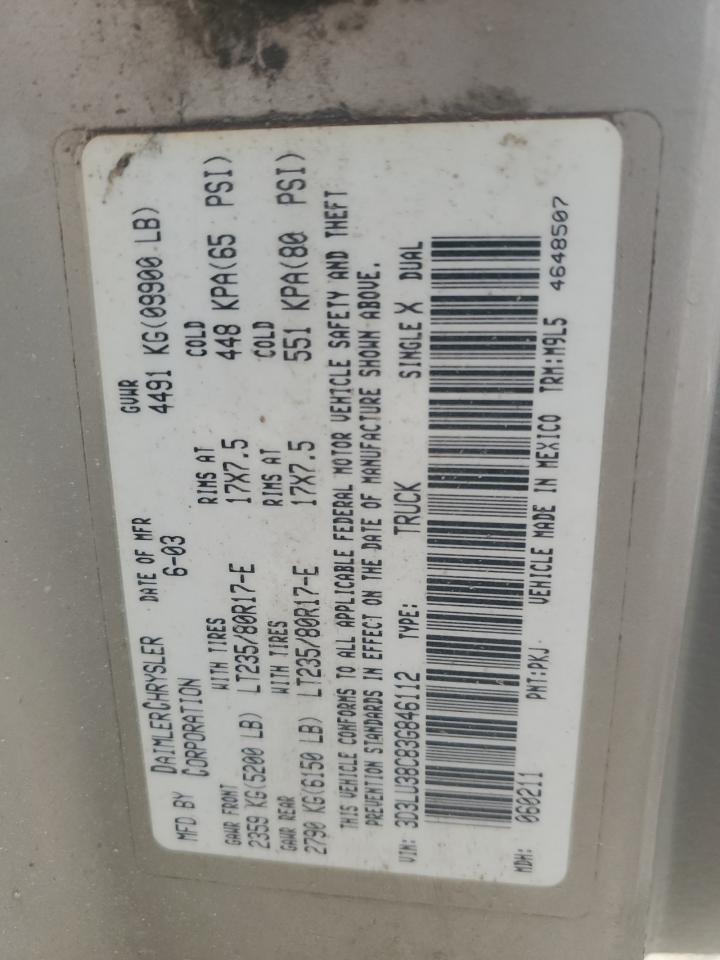 MFD BY DAIMLERCHRYSLER CORPORATION DATE OF MFR 6-03 GVWR 4491 KG(09900 LB)
GAWR FRONT WITH TIRES RIMS AT COLD
2359 KG(5200 LB) LT235/80R17-E 17X7.5 448 KPA(65 PSI)
GAWR REAR WITH TIRES RIMS AT COLD
2790 KG(6150 LB) LT235/80R17-E 17X7.5 551 KPA(80 PSI)
THIS VEHICLE CONFORMS TO ALL APPLICABLE FEDERAL MOTOR VEHICLE SAFETY AND THEFT
PREVENTION STANDARDS IN EFFECT ON THE DATE OF MANUFACTURE SHOWN ABOVE.
VIN: 3D3LU38C83G846112 TYPE: TRUCK SINGLE X DUAL
MDH: 060211 PNT:PKJ VEHICLE MADE IN MEXICO TRM:M9L5 4648507